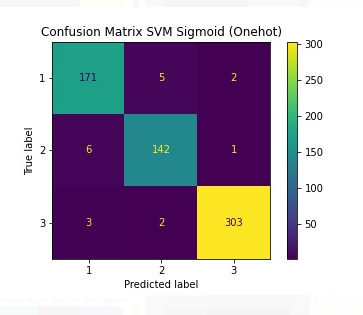 Confusion Matrix SVM Sigmoid (Onehot)
300
1 171 5 2
250
200
True label
2 6 142 1
150
100
3 3 2 303
50
1 2 3
Predicted label